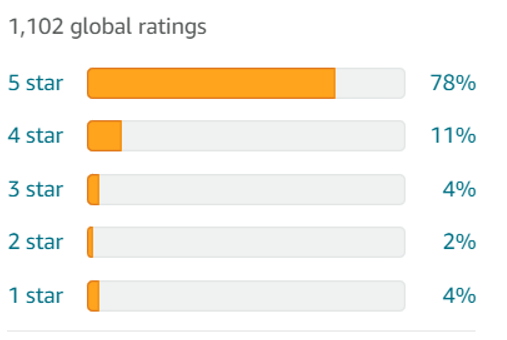 1,102 global ratings
5 star 78%
4 star 11%
3 star 4%
2 star 2%
1 star 4%